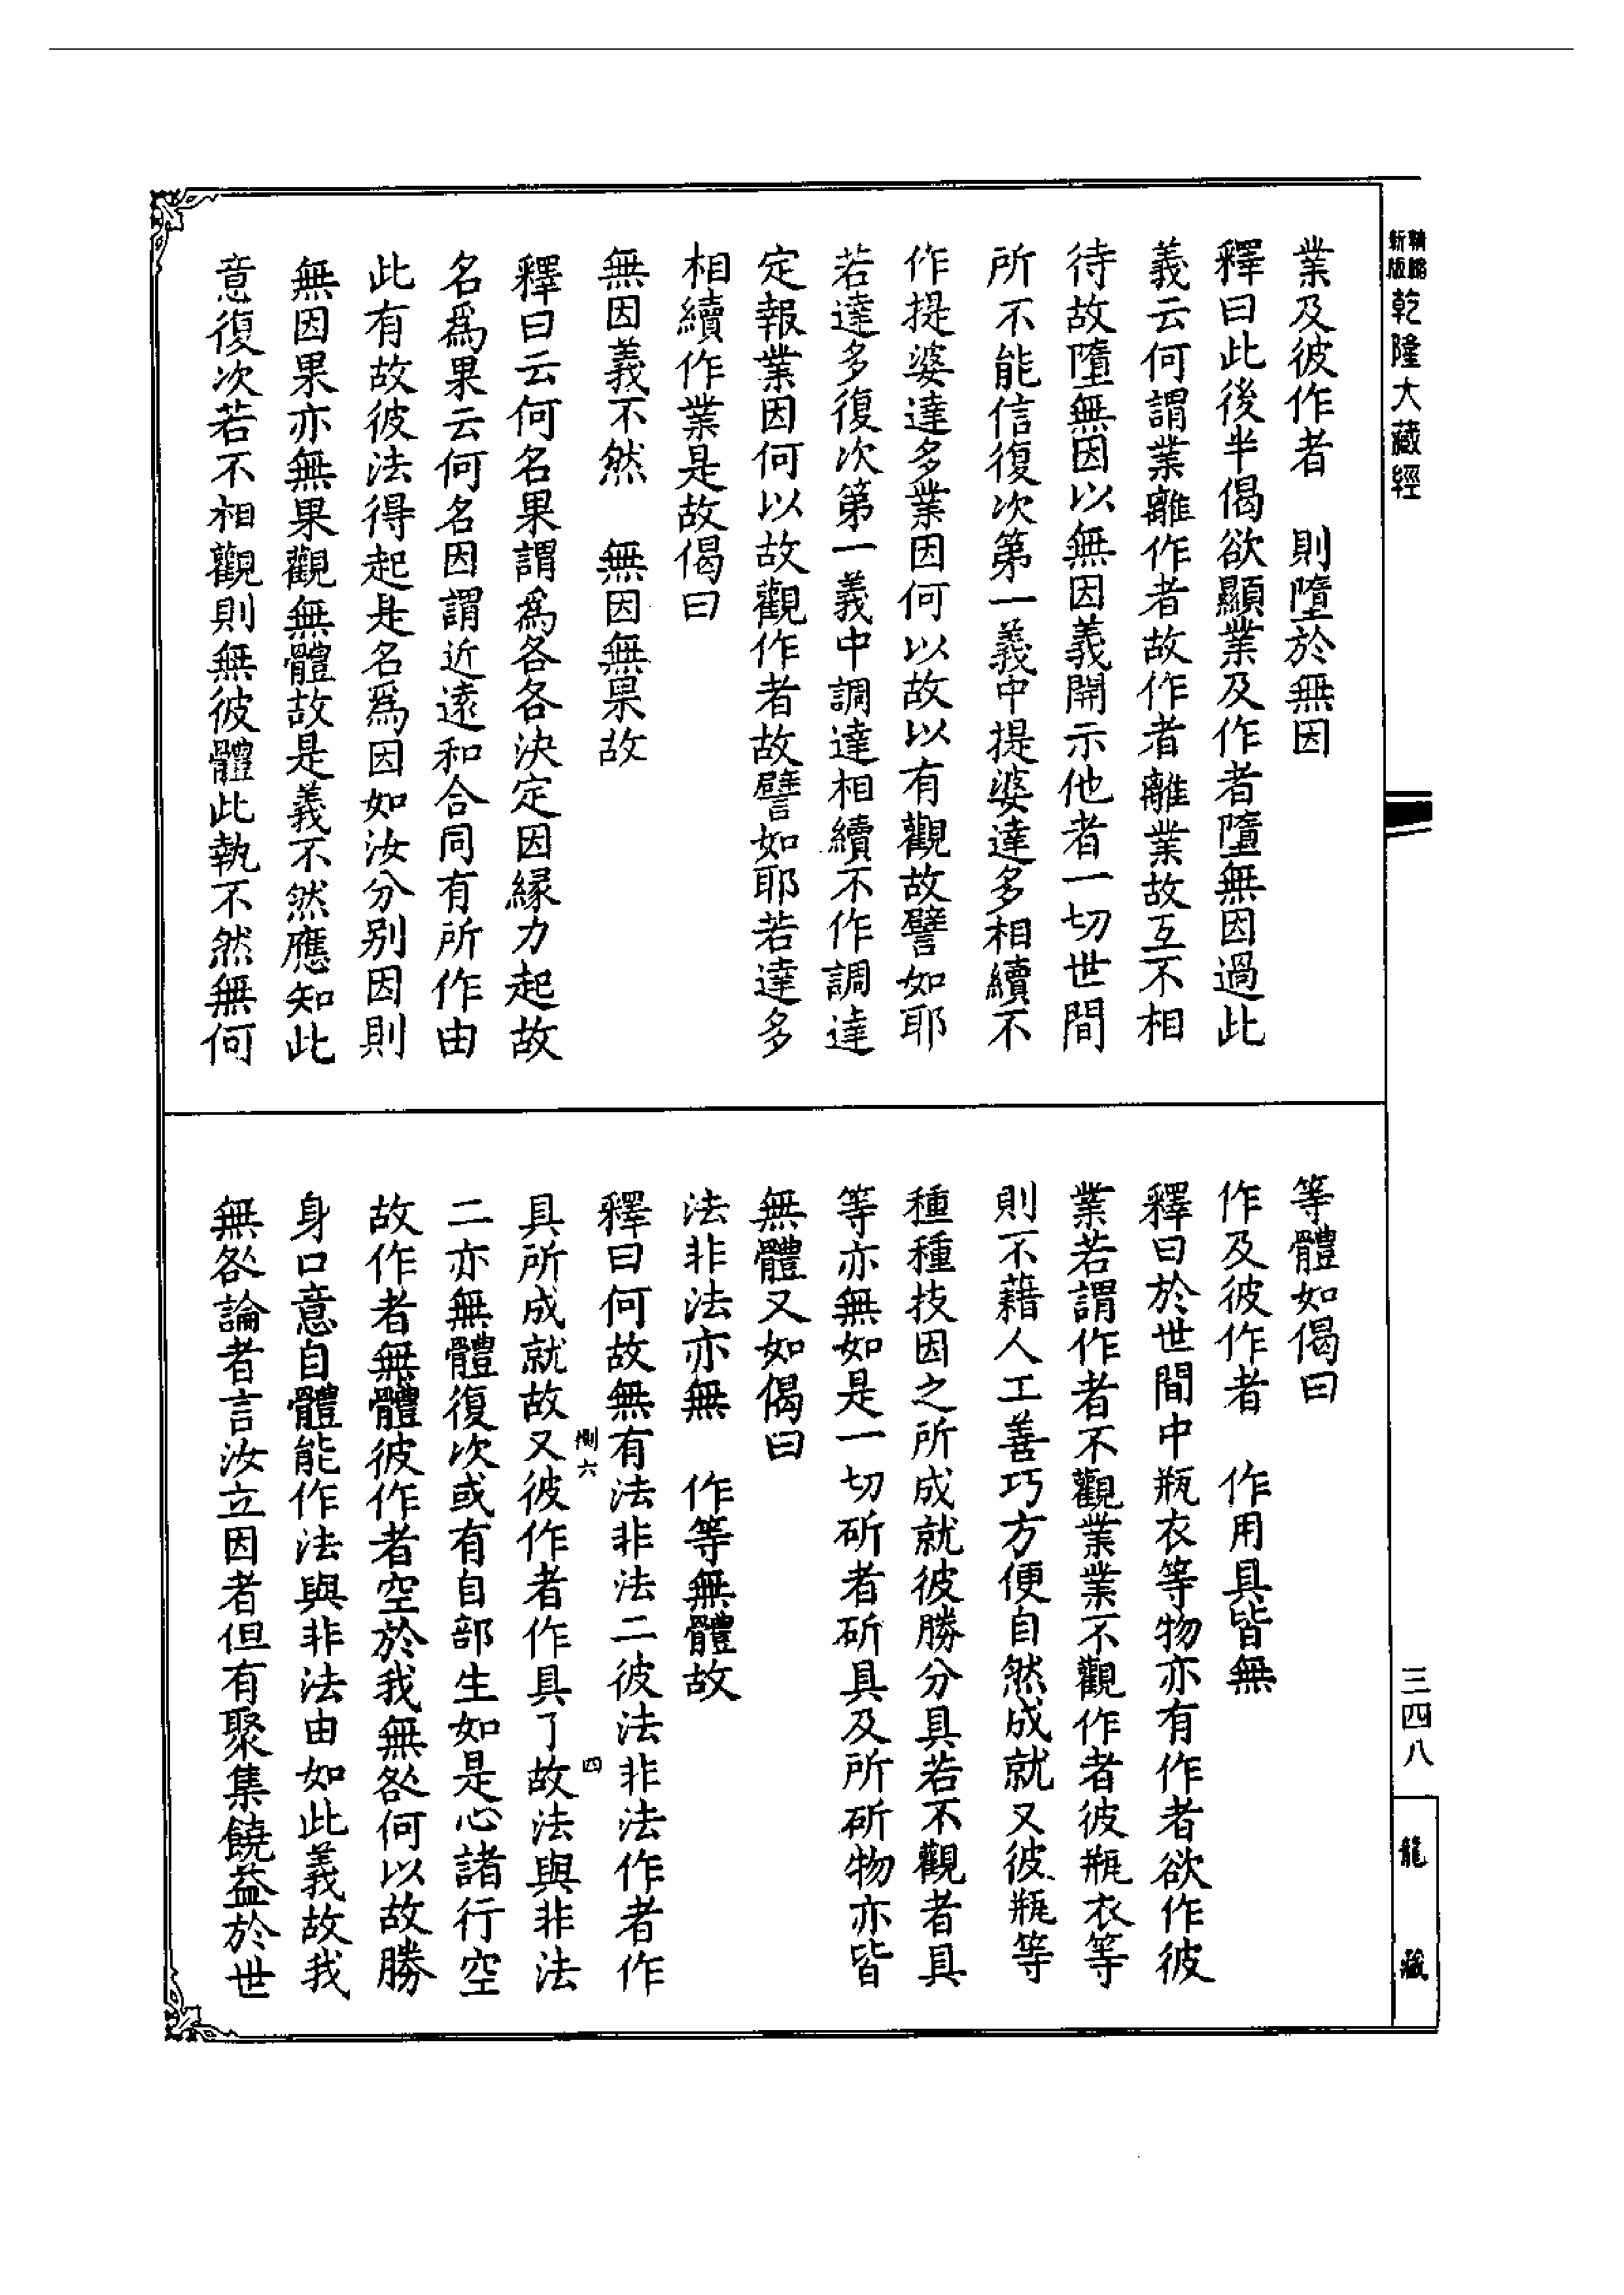 新版 精縮 乾隆大藏經
業及彼作者　則墮於無因
釋曰此後半偈欲顯業及作者墮無因過此
義云何謂業離作者故作者離業故互不相
待故墮無因以無因義開示他者一切世間
所不能信復次第一義中提婆達多相續不
作提婆達多業因何以故以有觀故譬如耶
若達多復次第一義中調達相續不作調達
定報業因何以故觀作者故譬如耶若達多
相續作業是故偈曰
無因義不然　無因無果故
釋曰云何名果謂為各各決定因緣力起故
名為果云何名因謂近遠和合同有所作由
此有故彼法得起是名為因如汝分別因則
無因果亦無果觀無體故是義不然應知此
意復次若不相觀則無彼體此執不然無何
等體如偈曰
作及彼作者　作用具皆無
釋曰於世間中瓶衣等物亦有作者欲作彼
業若謂作者不觀業業不觀作者彼瓶衣等
則不藉人工善巧方便自然成就又彼瓶等
種種技因之所成就彼勝分具若不觀者具
等亦無如是一切斫者斫具及所斫物亦皆
無體又如偈曰
法非法亦無　作等無體故
釋曰何故無有法非法二彼法非法作者作
具所成就故又彼作者作具了故法與非法
二亦無體復次或有自部生如是心諸行空
故作者無體彼作者空於我無咎何以故勝
身口意自體能作法與非法由如此義故我
無咎論者言汝立因者但有聚集饒益於世
三四八
龍藏